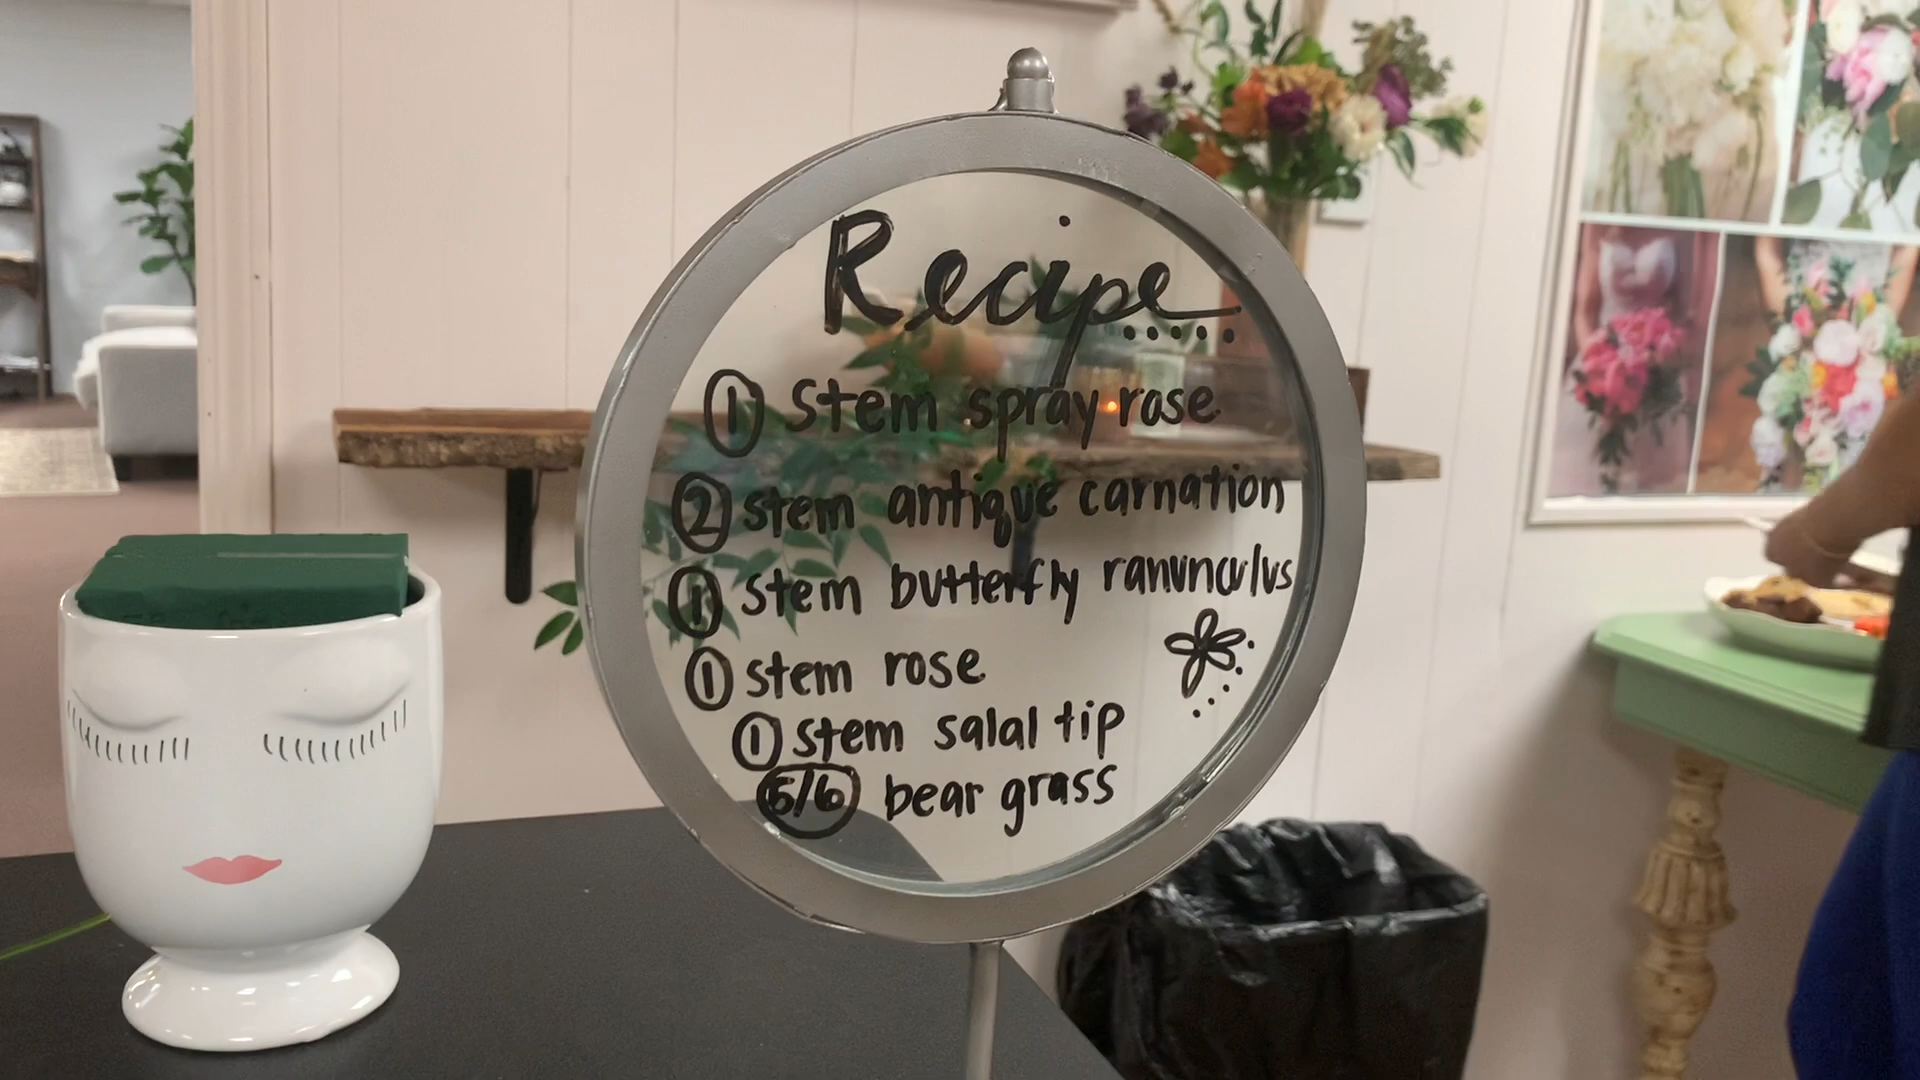 Recipe
1 stem spray rose
2 stem antique carnation
1 stem butterfly ranunculus
1 stem rose
1 stem salal tip
5/6 bear grass